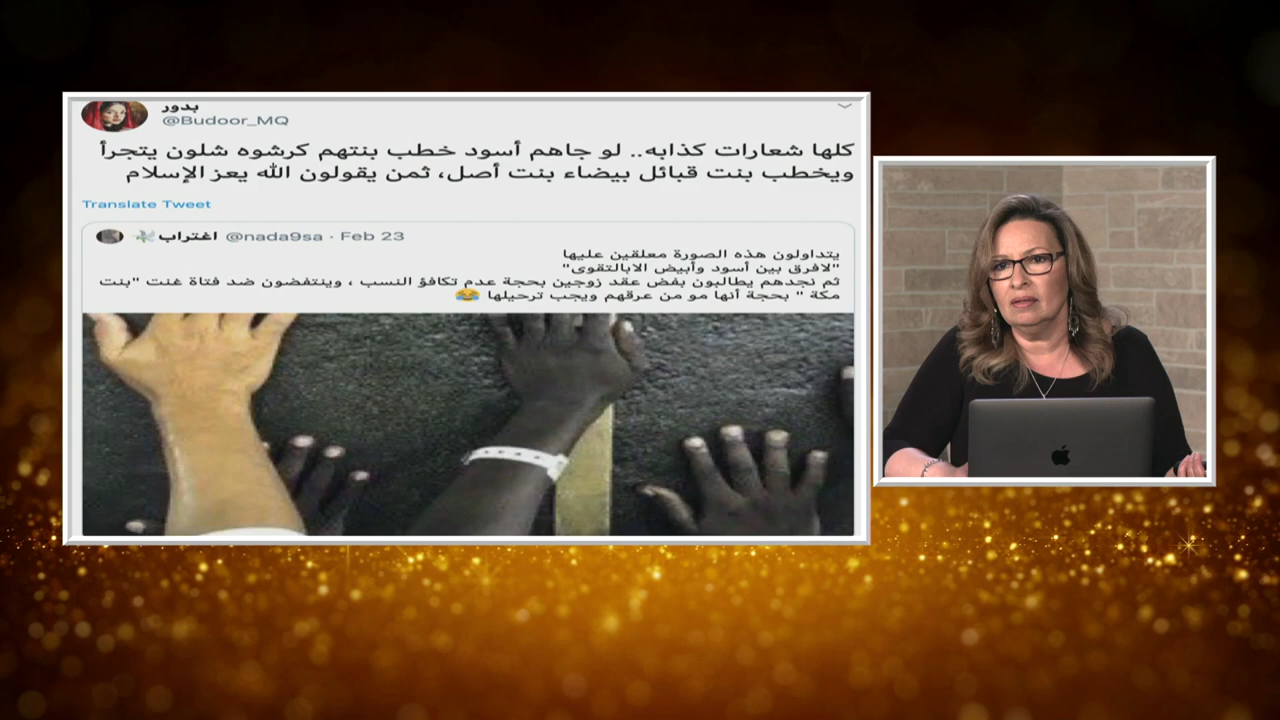 بدور
@Budoor_MQ
كلها شعارات كذابه.. لو جاهم أسود خطب بنتهم كرشوه شلون يتجرأ
ويخطب بنت قبائل بيضاء بنت أصل، ثمن يقولون الله يعز الإسلام
Translate Tweet
اغتراب @nada9sa · Feb 23
يتداولون هذه الصورة معلقين عليها
"لافرق بين أسود وأبيض الابالتقوى"
ثم نجدهم يطالبون بفض عقد زوجين بحجة عدم تكافؤ النسب ، وينتفضون ضد فتاة غنت "بنت
مكة " بحجة أنها مو من عرقهم ويجب ترحيلها 😂